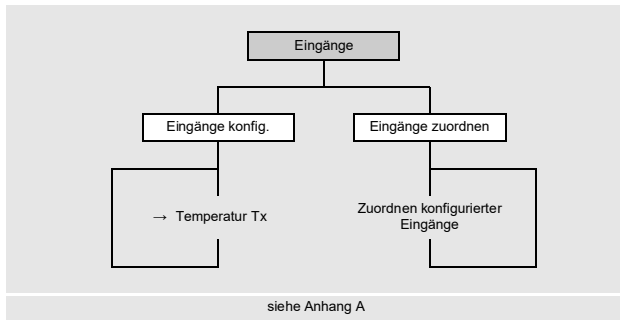 Eingänge
Eingänge konfig.
Eingänge zuordnen
→ Temperatur Tx
Zuordnen konfigurierter
Eingänge
siehe Anhang A